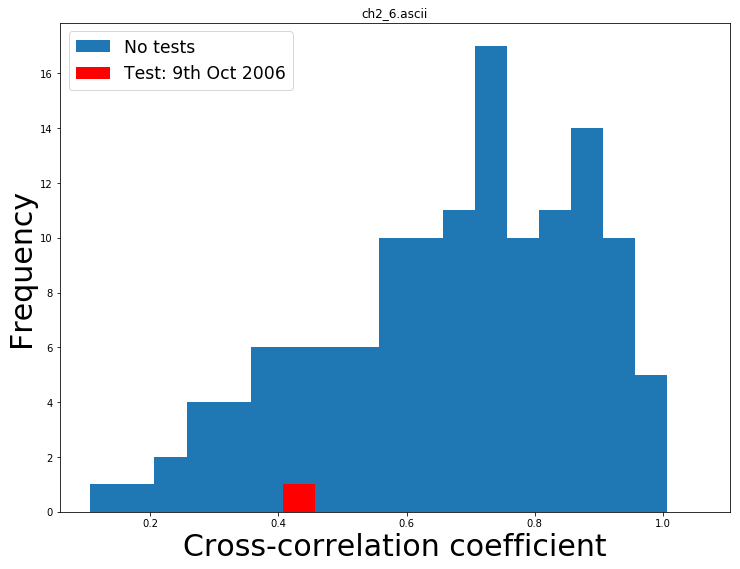 ch2_6.ascii
No tests
Test: 9th Oct 2006
Frequency
16
14
12
10
8
6
4
2
0
0.2 0.4 0.6 0.8 1.0
Cross-correlation coefficient